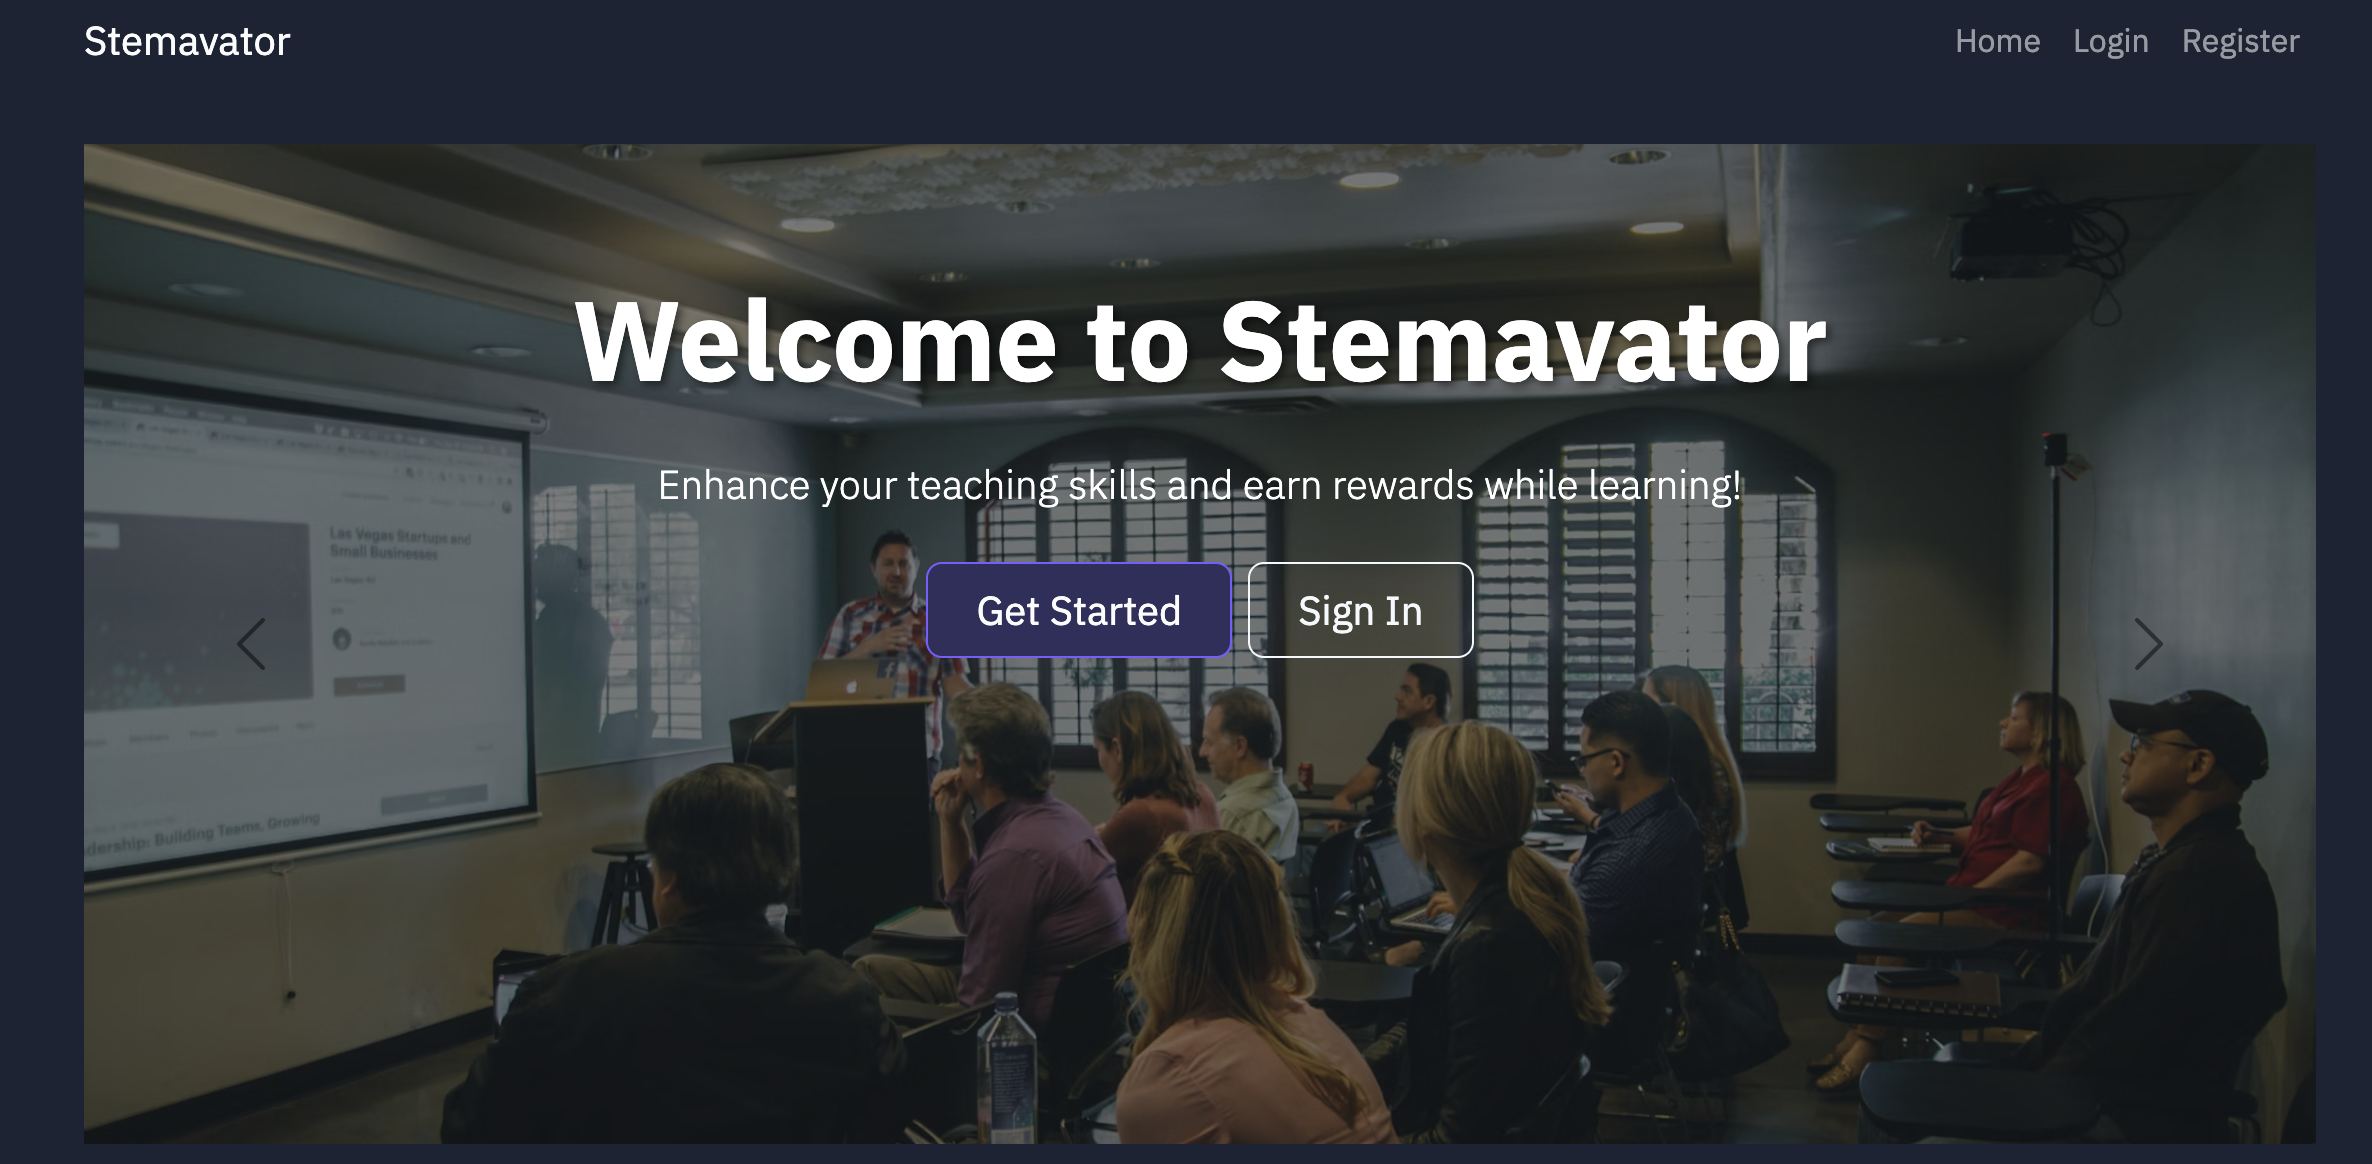 Stemavator
Home Login Register
Welcome to Stemavator
Enhance your teaching skills and earn rewards while learning!
Get Started
Sign In
Las Vegas Startups and
Small Businesses
dership: Building Teams, Growing